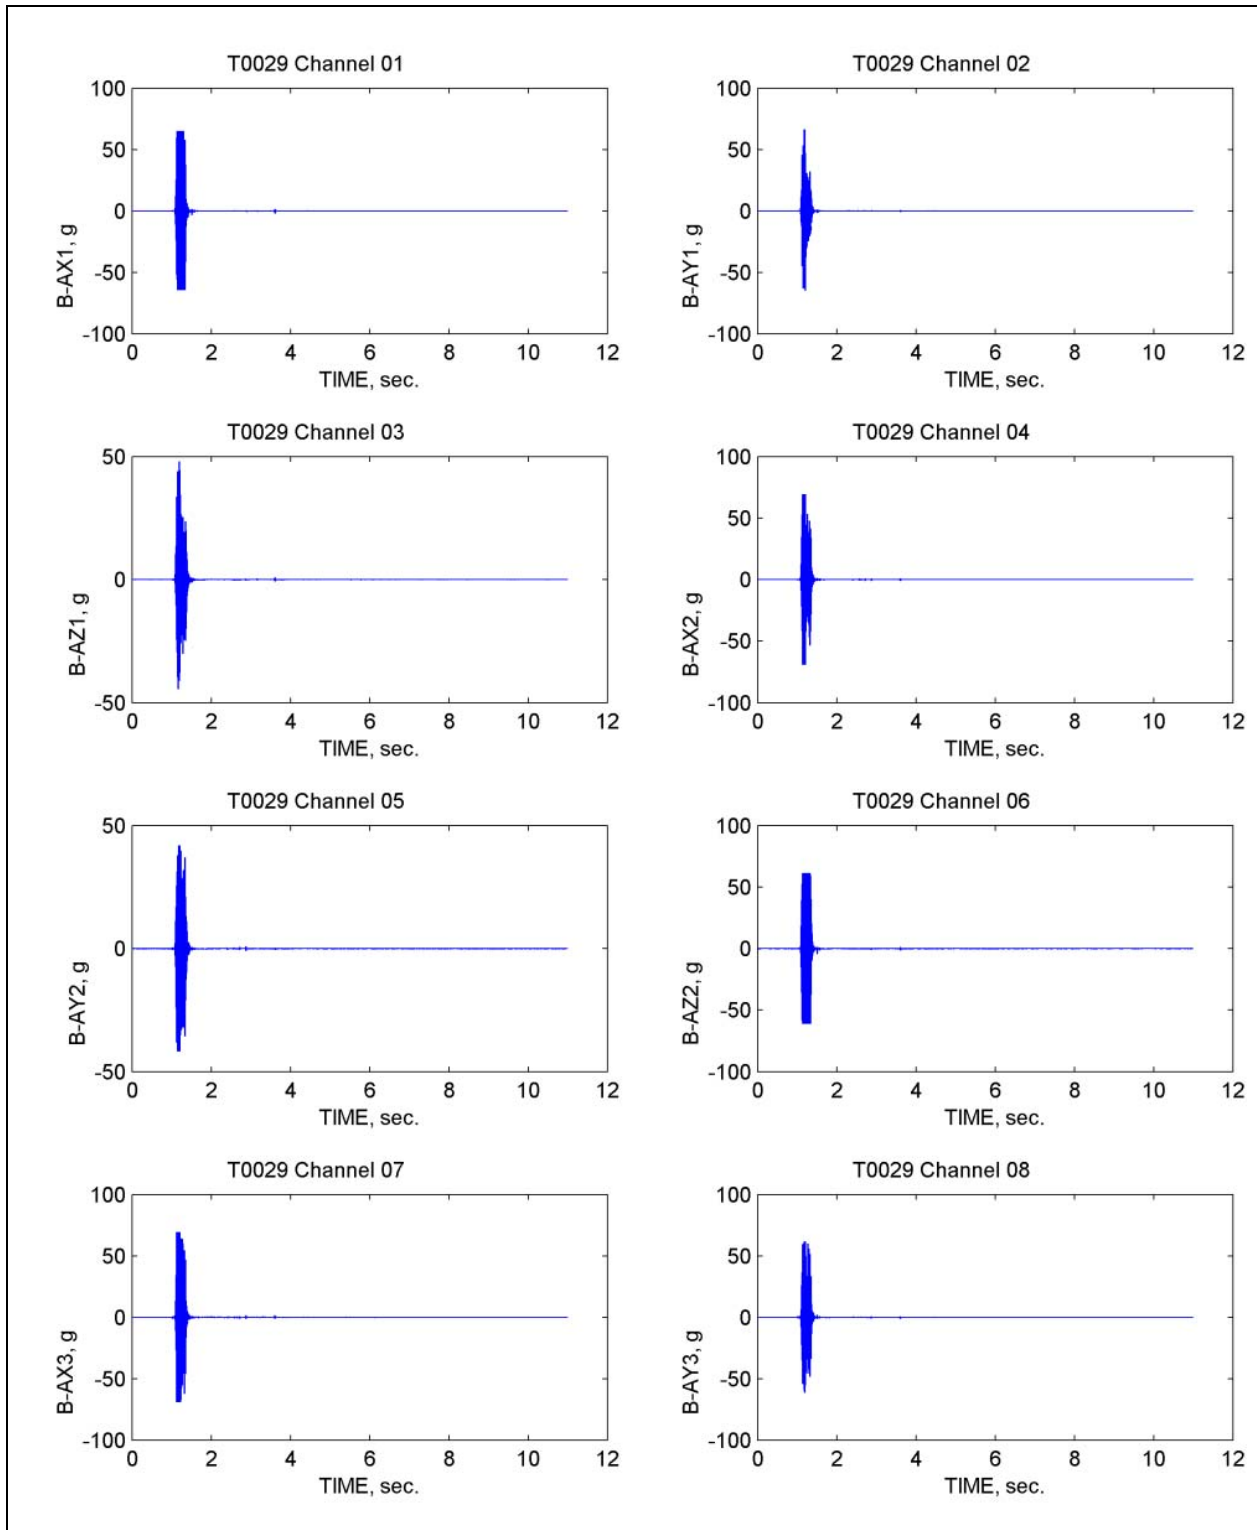 T0029 Channel 01
100
50
0
-50
-100
B-AX1, g
0 2 4 6 8 10 12
TIME, sec.
T0029 Channel 02
100
50
0
-50
-100
B-AY1, g
0 2 4 6 8 10 12
TIME, sec.
T0029 Channel 03
50
0
-50
B-AZ1, g
0 2 4 6 8 10 12
TIME, sec.
T0029 Channel 04
100
50
0
-50
-100
B-AX2, g
0 2 4 6 8 10 12
TIME, sec.
T0029 Channel 05
50
0
-50
B-AY2, g
0 2 4 6 8 10 12
TIME, sec.
T0029 Channel 06
100
50
0
-50
-100
B-AZ2, g
0 2 4 6 8 10 12
TIME, sec.
T0029 Channel 07
100
50
0
-50
-100
B-AX3, g
0 2 4 6 8 10 12
TIME, sec.
T0029 Channel 08
100
50
0
-50
-100
B-AY3, g
0 2 4 6 8 10 12
TIME, sec.